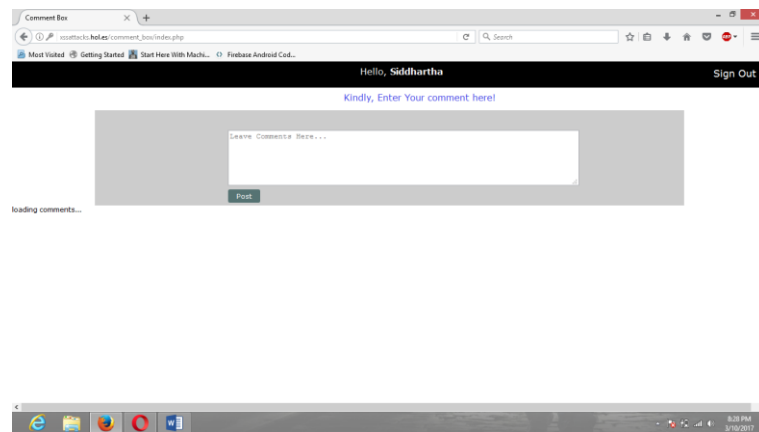 Comment Box
xssattacks.hol.es/comment_box/index.php
Search
Most Visited Getting Started Start Here With Machi... Firebase Android Cod...
Hello, Siddhartha
Sign Out
Kindly, Enter Your comment here!
Leave Comments Here...
Post
loading comments...
8:28 PM
3/10/2017